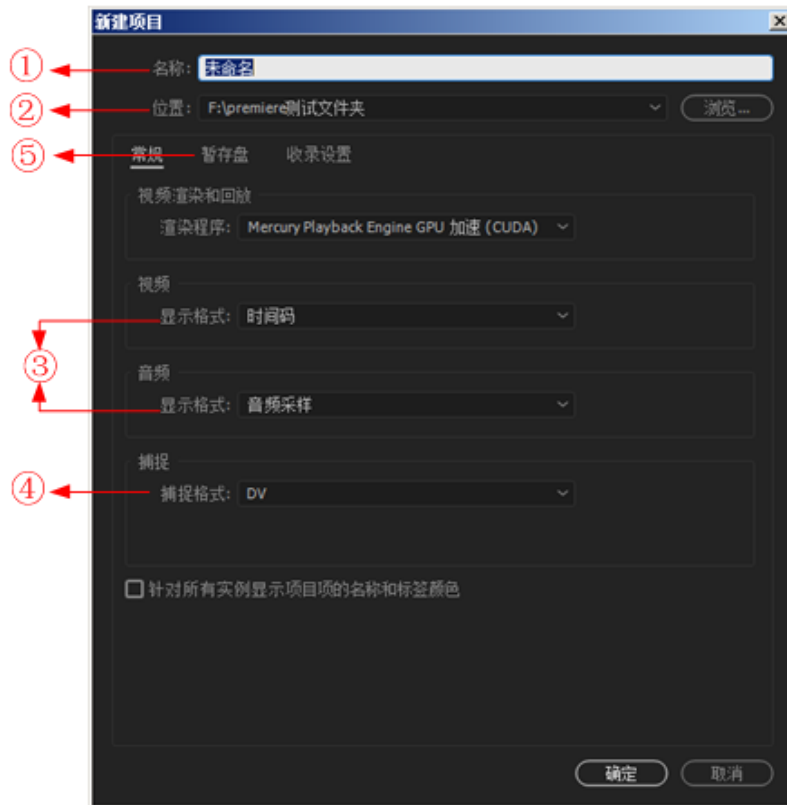 新建项目
① 名称: 未命名
② 位置: F:\premiere测试文件夹 浏览...
⑤ 常规 暂存盘 收录设置
视频渲染和回放
渲染程序: Mercury Playback Engine GPU 加速 (CUDA)
视频
显示格式: 时间码
③
音频
显示格式: 音频采样
捕捉
④ 捕捉格式: DV
针对所有实例显示项目项的名称和标签颜色
确定 取消